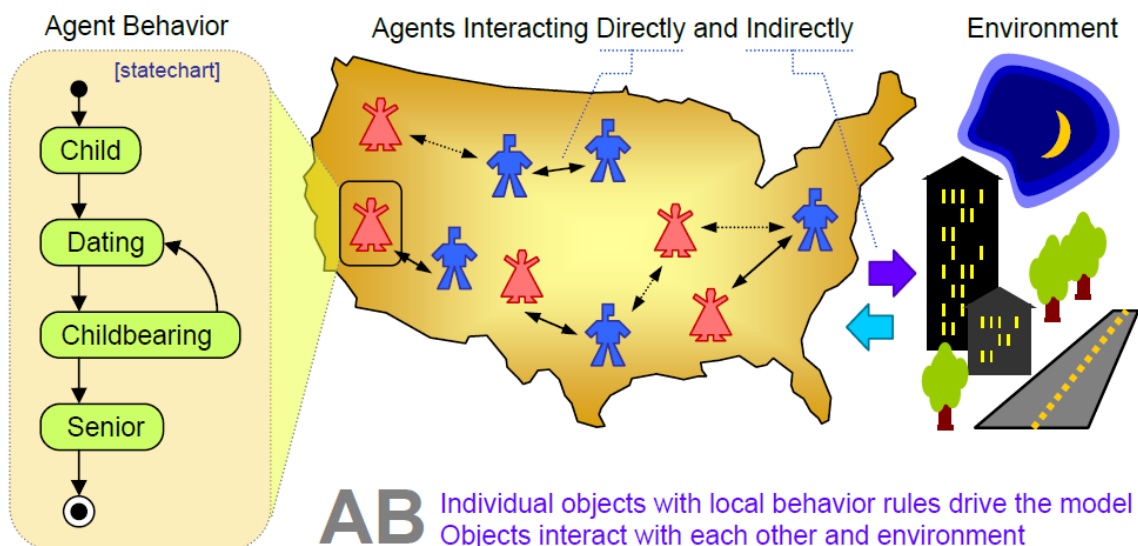 Agent Behavior
[statechart]
Child
Dating
Childbearing
Senior
Agents Interacting Directly and Indirectly
Environment
AB
Individual objects with local behavior rules drive the model
Objects interact with each other and environment